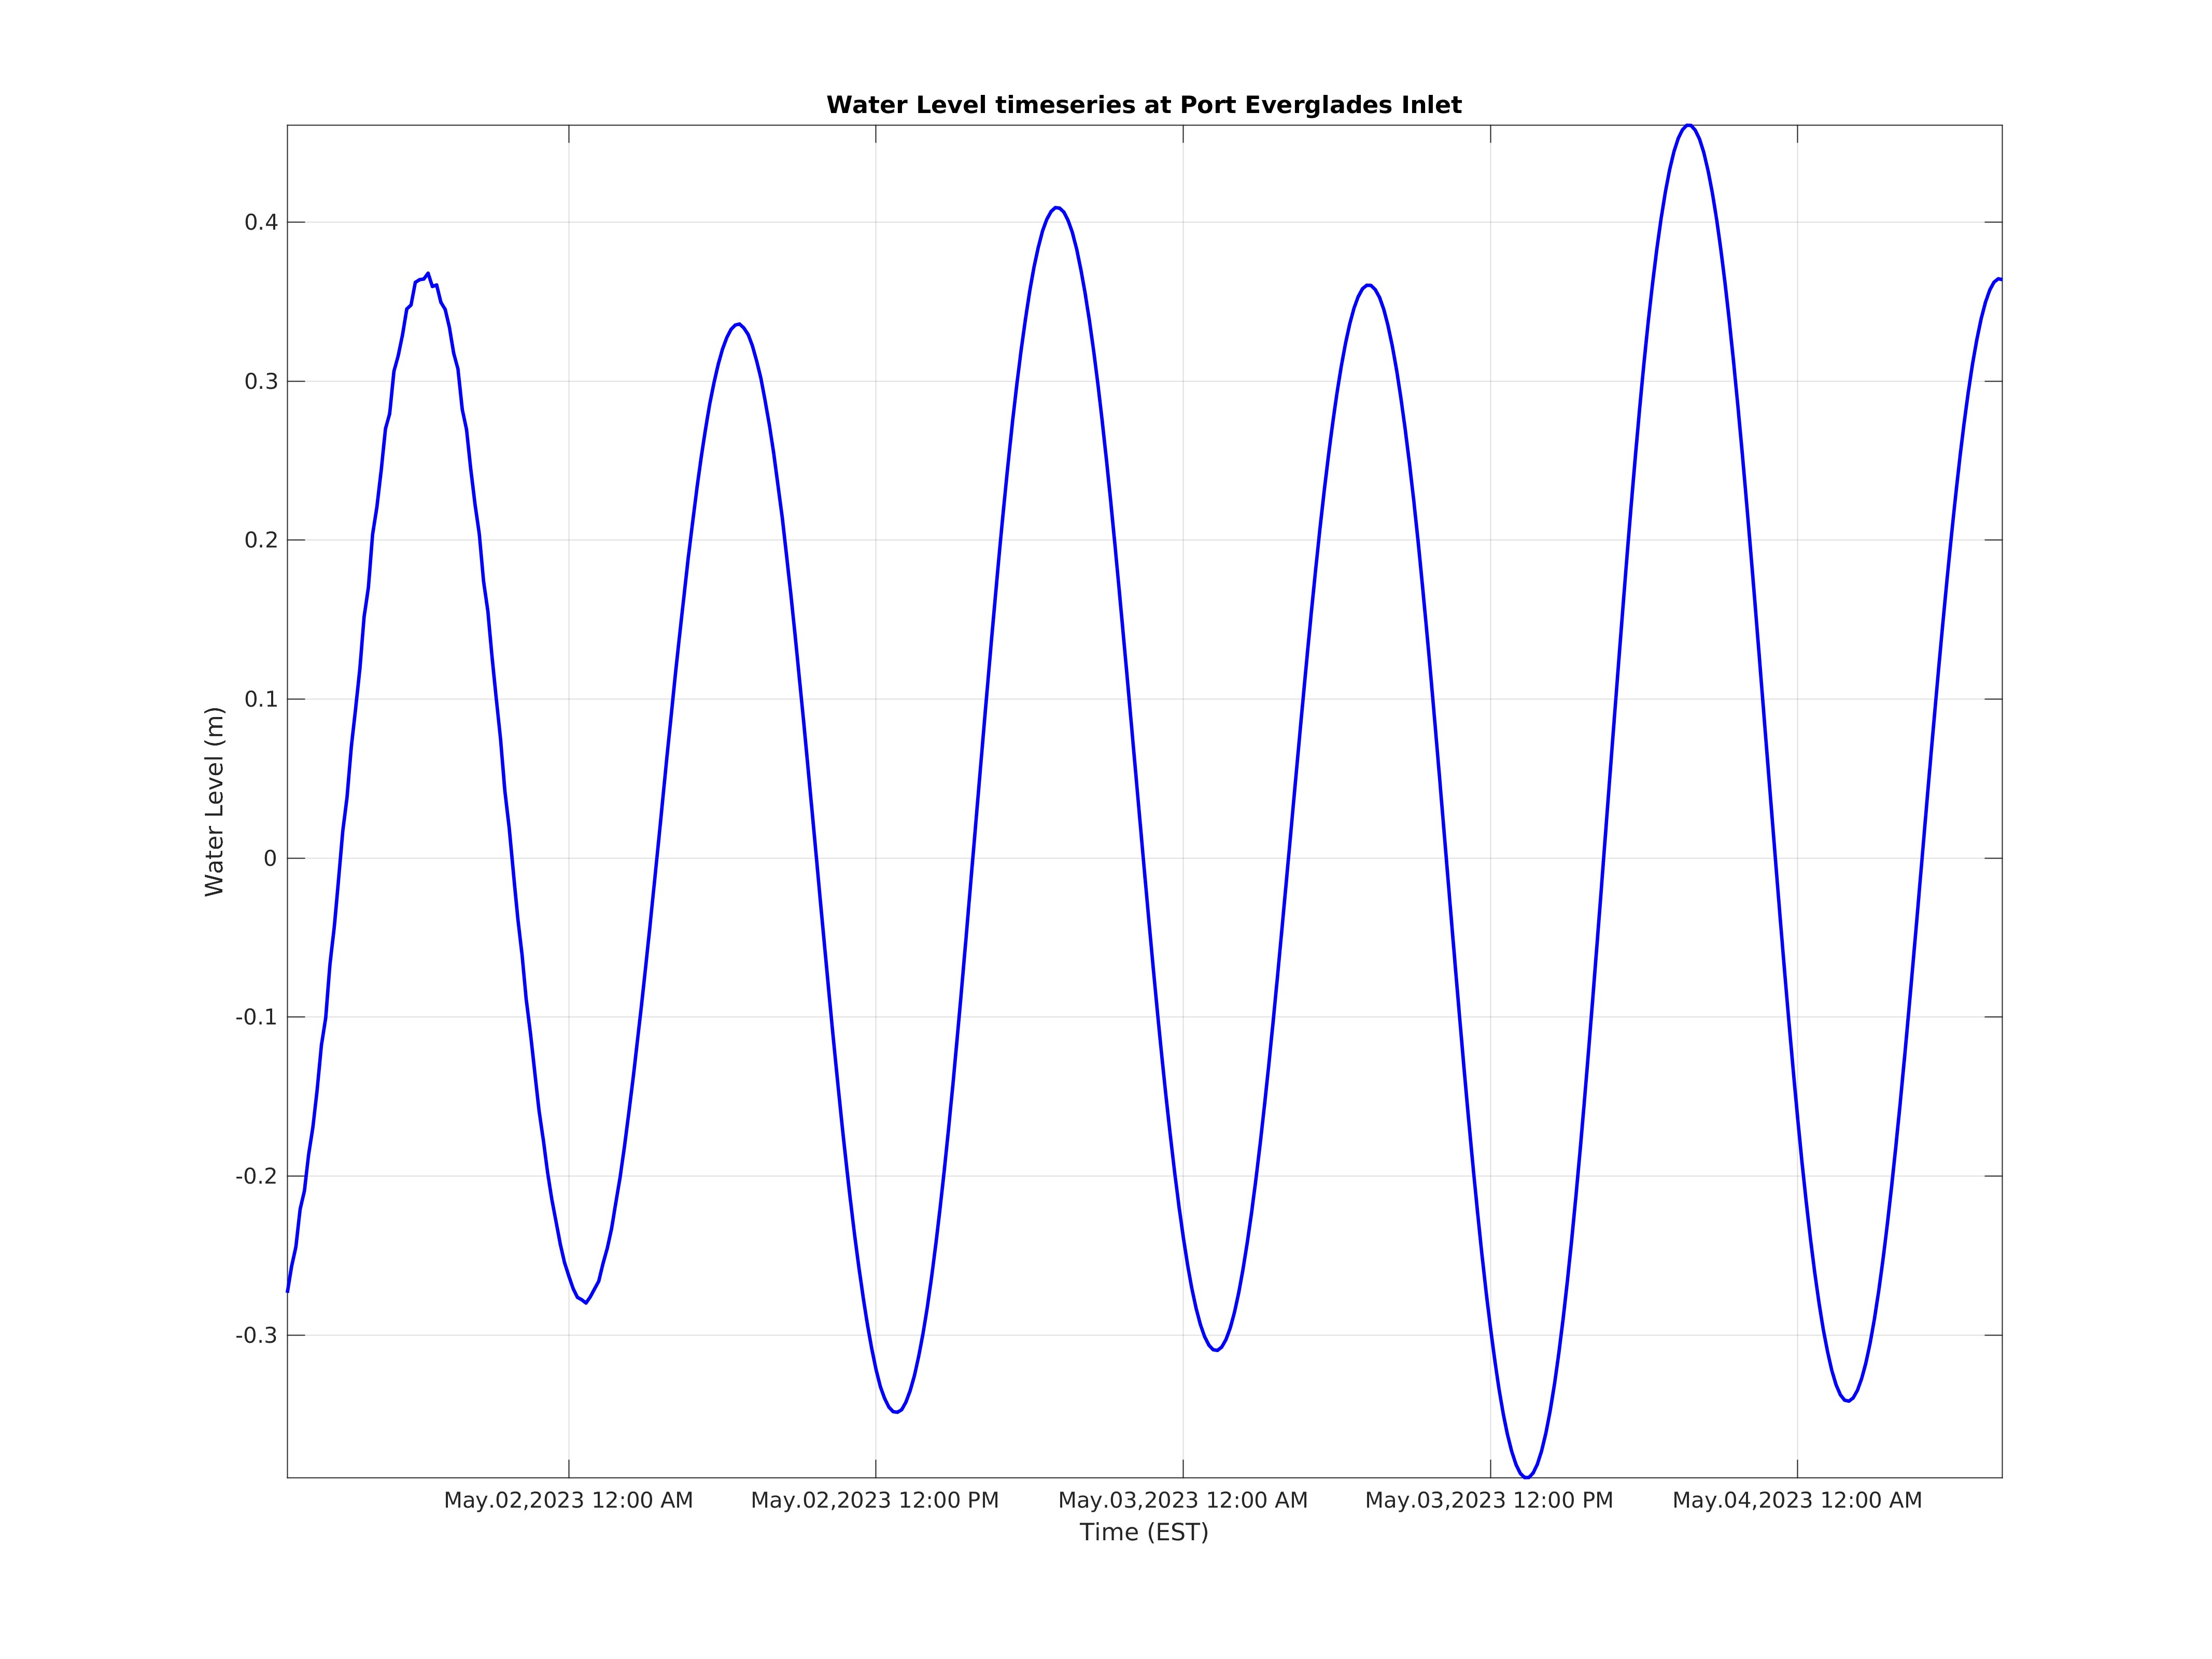 Water Level timeseries at Port Everglades Inlet
Water Level (m)
0.4
0.3
0.2
0.1
0
-0.1
-0.2
-0.3
May.02,2023 12:00 AM
May.02,2023 12:00 PM
May.03,2023 12:00 AM
May.03,2023 12:00 PM
May.04,2023 12:00 AM
Time (EST)